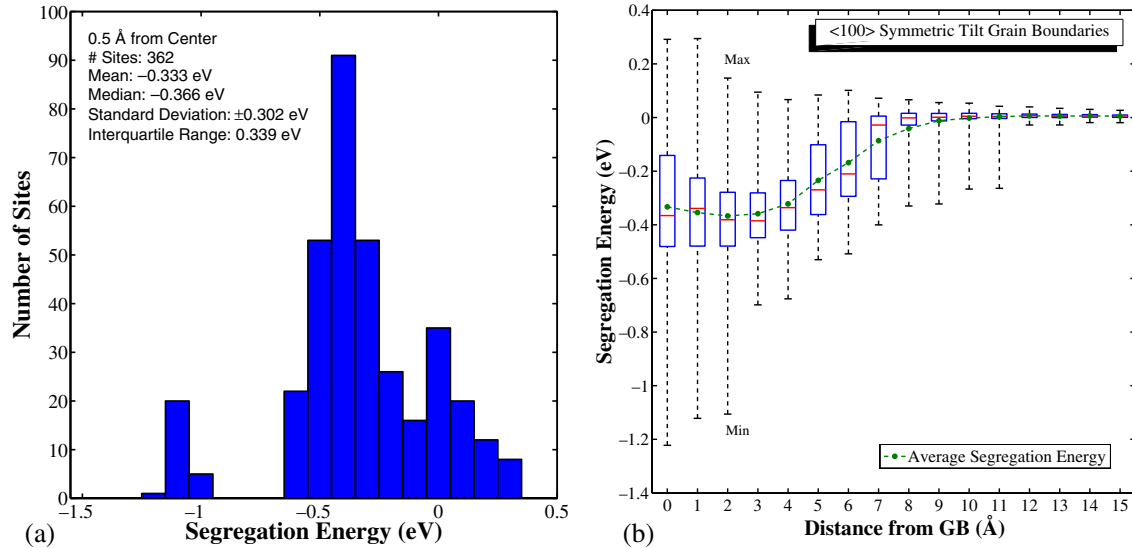 0.5 Å from Center
# Sites: 362
Mean: −0.333 eV
Median: −0.366 eV
Standard Deviation: ±0.302 eV
Interquartile Range: 0.339 eV
Number of Sites
100
90
80
70
60
50
40
30
20
10
0
−1.5
−1
−0.5
0
0.5
Segregation Energy (eV)
(a)
<100> Symmetric Tilt Grain Boundaries
Max
Min
Average Segregation Energy
Segregation Energy (eV)
0.4
0.2
0
−0.2
−0.4
−0.6
−0.8
−1
−1.2
−1.4
0 1 2 3 4 5 6 7 8 9 10 11 12 13 14 15
Distance from GB (Å)
(b)